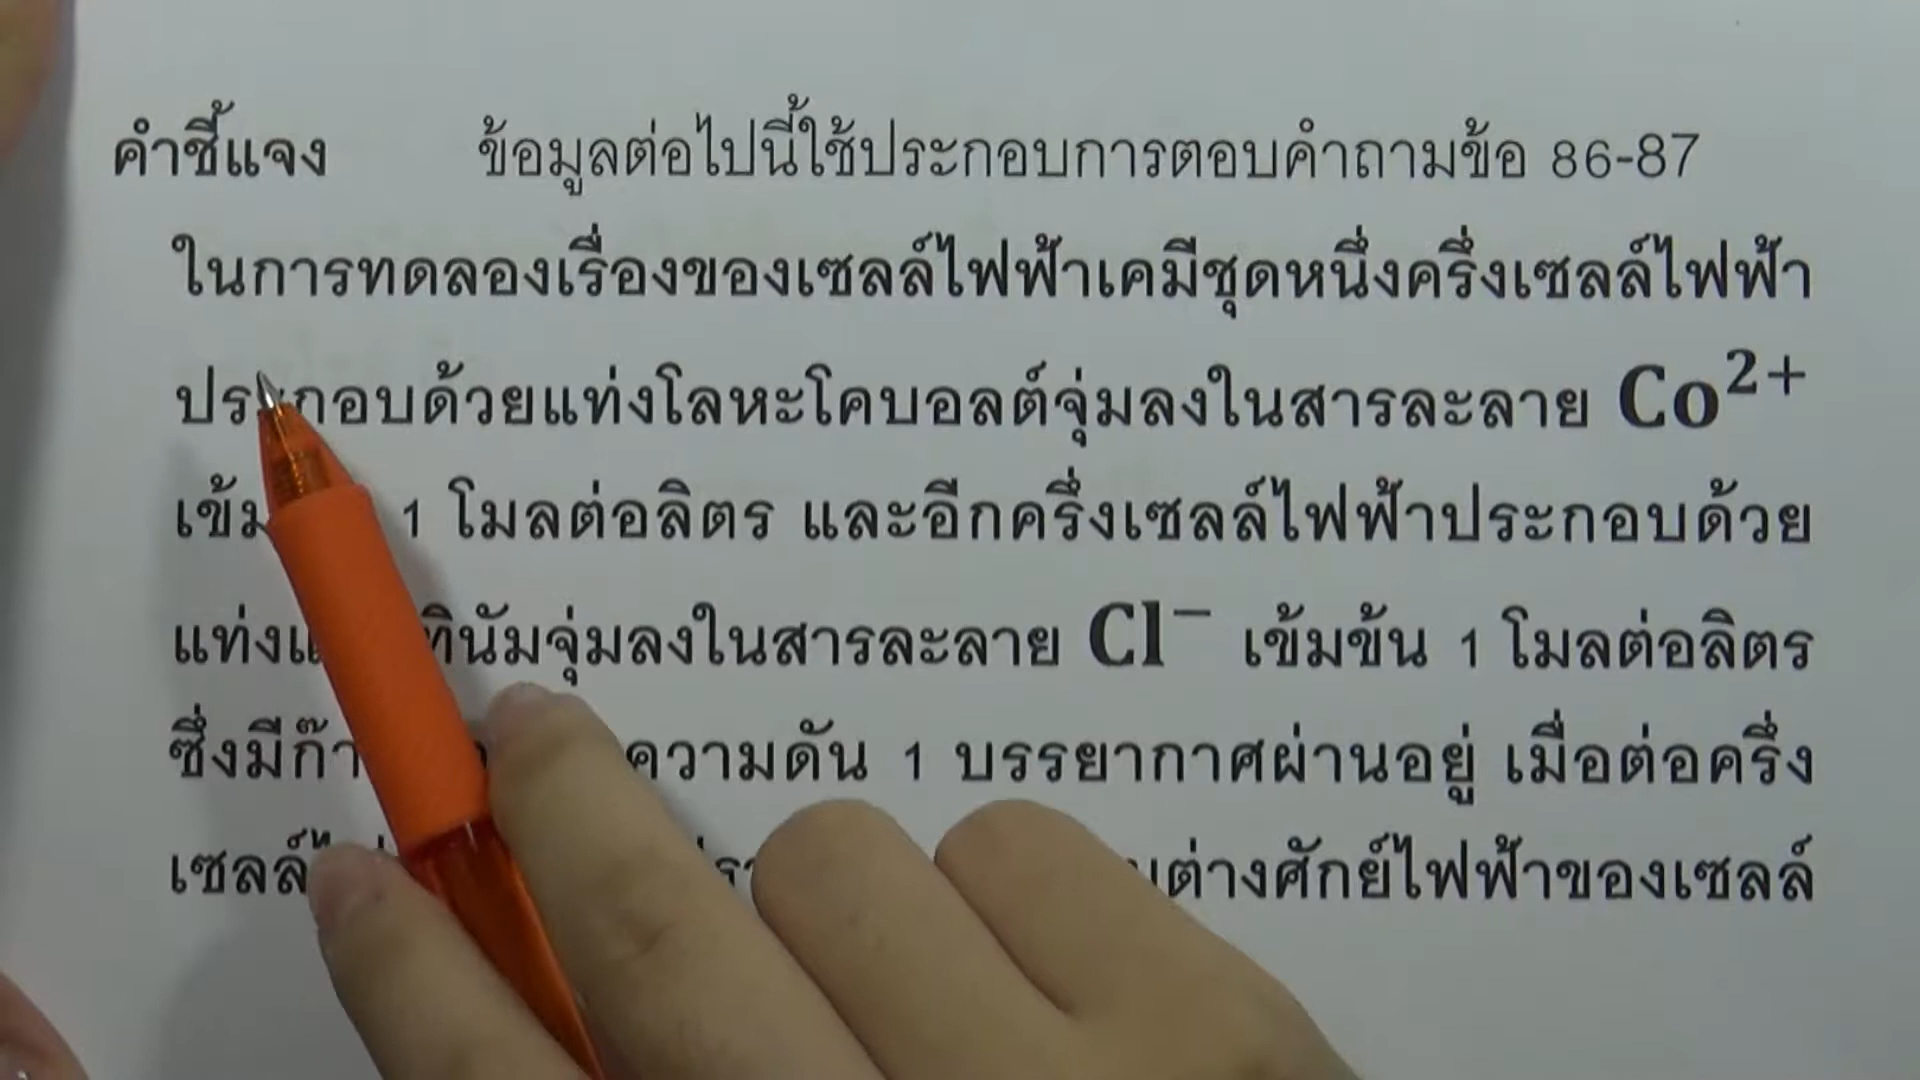 คำชี้แจง ข้อมูลต่อไปนี้ใช้ประกอบการตอบคำถามข้อ 86-87
ในการทดลองเรื่องของเซลล์ไฟฟ้าเคมีชุดหนึ่งครึ่งเซลล์ไฟฟ้า
ประกอบด้วยแท่งโลหะโคบอลต์จุ่มลงในสารละลาย Co²⁺
1 โมลต่อลิตร และอีกครึ่งเซลล์ไฟฟ้าประกอบด้วย
จุ่มลงในสารละลาย Cl⁻ เข้มข้น 1 โมลต่อลิตร
ซึ่งมี ความดัน 1 บรรยากาศผ่านอยู่ เมื่อต่อครึ่ง
เซลล์ ต่างศักย์ไฟฟ้าของเซลล์